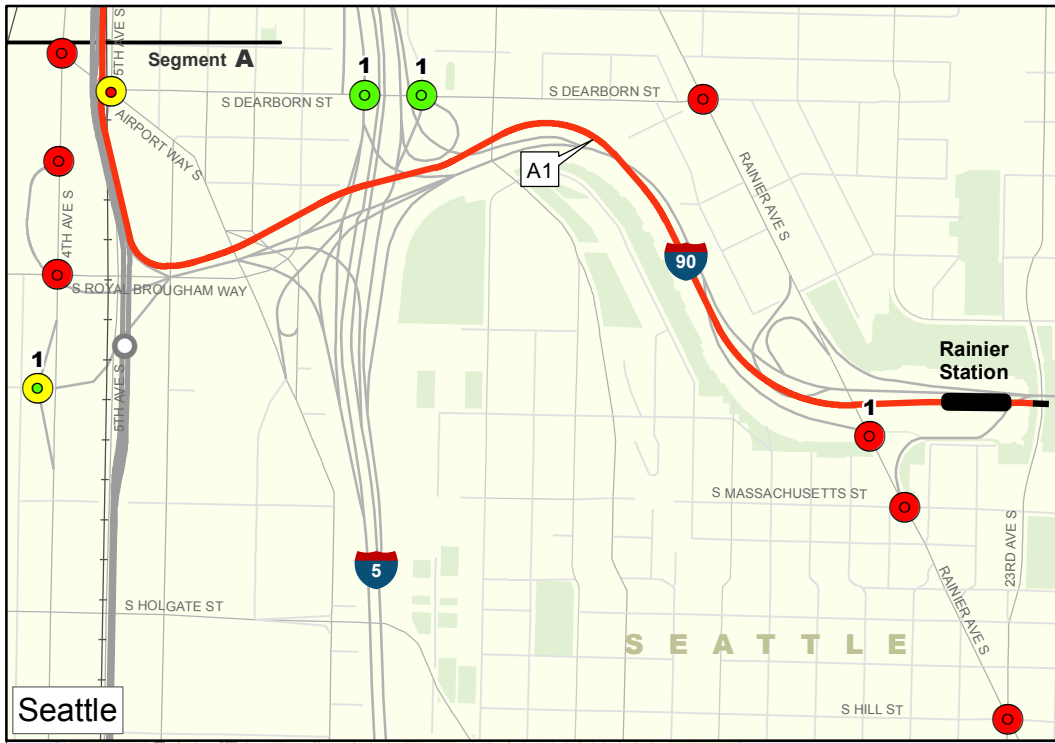 5TH AVE S
Segment A
1
1
S DEARBORN ST
S DEARBORN ST
AIRPORT WAY S
A1
RAINIER AVE S
4TH AVE S
90
S ROYAL BROUGHAM WAY
Rainier
Station
1
5TH AVE S
1
S MASSACHUSETTS ST
5
23RD AVE S
RAINIER AVE S
S HOLGATE ST
SEATTLE
Seattle
S HILL ST